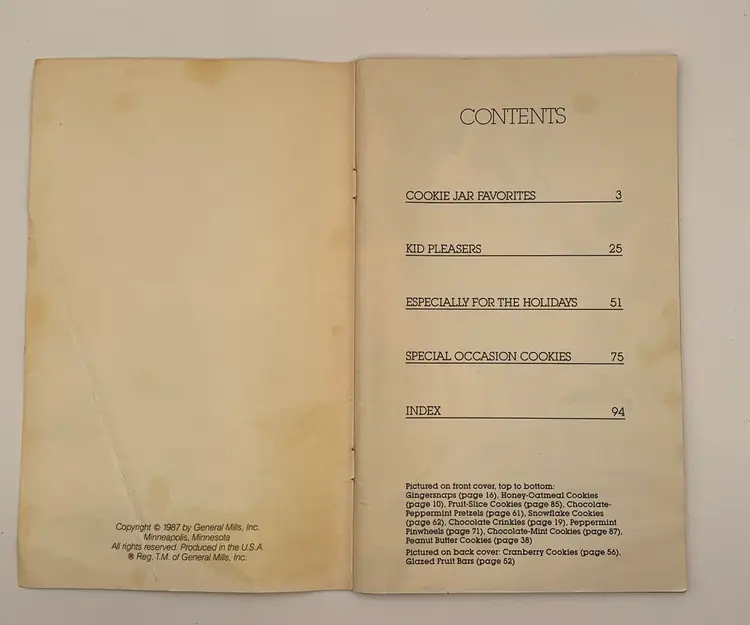 Copyright © 1987 by General Mills, Inc.
Minneapolis, Minnesota
All rights reserved. Produced in the U.S.A.
® Reg. T.M. of General Mills, Inc.
CONTENTS
COOKIE JAR FAVORITES 3
KID PLEASERS 25
ESPECIALLY FOR THE HOLIDAYS 51
SPECIAL OCCASION COOKIES 75
INDEX 94
Pictured on front cover, top to bottom:
Gingersnaps (page 16), Honey-Oatmeal Cookies
(page 10), Fruit-Slice Cookies (page 85), Chocolate-
Peppermint Pretzels (page 61), Snowflake Cookies
(page 62), Chocolate Crinkles (page 19), Peppermint
Pinwheels (page 71), Chocolate-Mint Cookies (page 87),
Peanut Butter Cookies (page 38)
Pictured on back cover: Cranberry Cookies (page 56),
Glazed Fruit Bars (page 52)